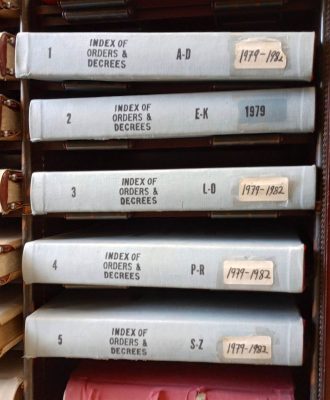 1
INDEX OF
ORDERS &
DECREES
A-D
1979-1982
2
INDEX OF
ORDERS &
DECREES
E-K
1979
3
INDEX OF
ORDERS &
DECREES
L-O
1979-1982
4
INDEX OF
ORDERS &
DECREES
P-R
1979-1982
5
INDEX OF
ORDERS &
DECREES
S-Z
1979-1982